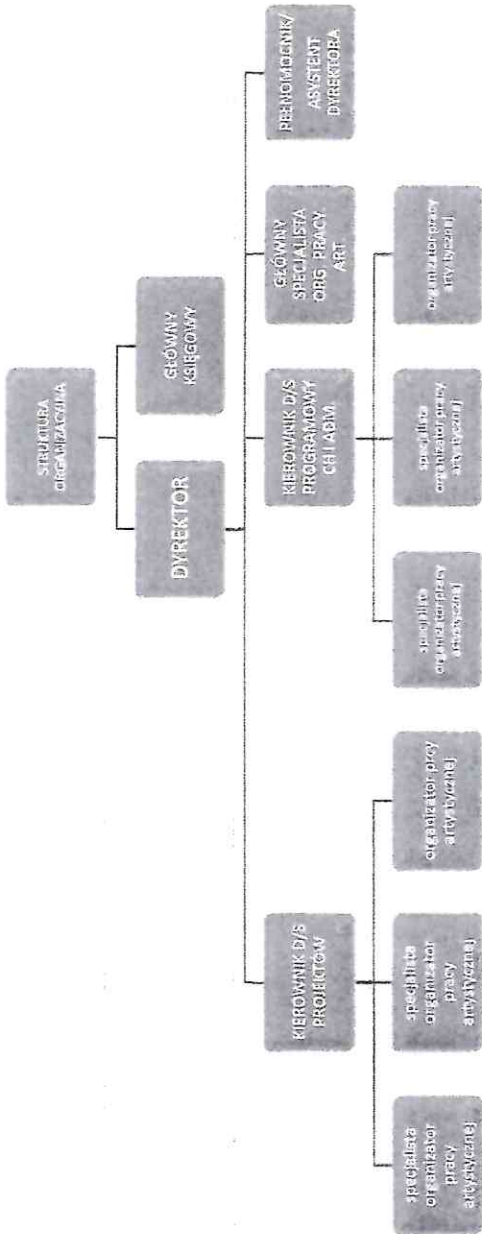 STRUKTURA
ORGANIZACYJNA
DYREKTOR
GŁÓWNY
KSIĘGOWY
KIEROWNIK D/S
PROJEKTÓW
KIEROWNIK D/S
PROGRAMOWY
CH I ADM.
GŁÓWNY
SPECJALISTA
ORG. PRACY.
ART
PEŁNOMOCNIK/
ASYSTENT
DYREKTORA
specjalista
organizator
pracy
artystycznej
specjalista
organizator
pracy
artystycznej
organizator prcy
artystycznej
specjalista
organizator pracy
artystycznej
specjalista
organizator pracy
artystycznej
organizator pracy
artystycznej